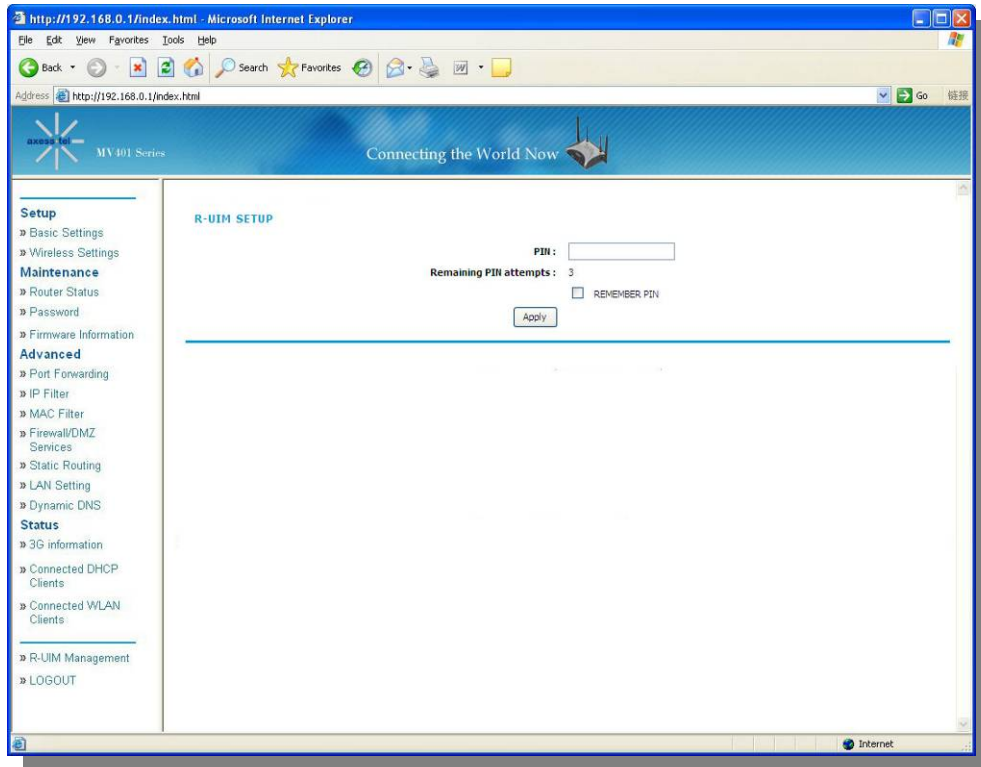 http://192.168.0.1/index.html - Microsoft Internet Explorer
File Edit View Favorites Tools Help
Back Search Favorites
Address http://192.168.0.1/index.html Go 链接
axesstel MV401 Series
Connecting the World Now
Setup
» Basic Settings
» Wireless Settings
Maintenance
» Router Status
» Password
» Firmware Information
Advanced
» Port Forwarding
» IP Filter
» MAC Filter
» Firewall/DMZ
Services
» Static Routing
» LAN Setting
» Dynamic DNS
Status
» 3G information
» Connected DHCP
Clients
» Connected WLAN
Clients
» R-UIM Management
» LOGOUT
R-UIM SETUP
PIN :
Remaining PIN attempts : 3
REMEMBER PIN
Apply
Internet